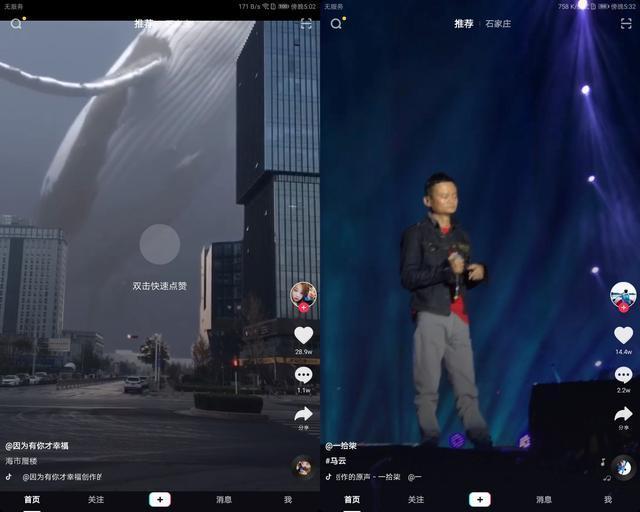 无服务
171 B/s
傍晚5:02
推荐
双击快速点赞
28.9w
1.1w
分享
@因为有你才幸福
海市蜃楼
@因为有你才幸福创作的
首页
关注
消息
我
无服务
758 K/s
傍晚5:32
推荐
石家庄
14.4w
2.2w
分享
@一拾柒
#马云
创作的原声 - 一拾柒 @一
首页
关注
消息
我